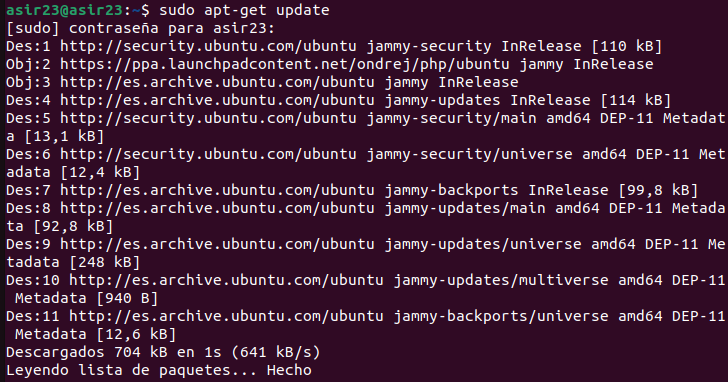 asir23@asir23:~$ sudo apt-get update
[sudo] contraseña para asir23:
Des:1 http://security.ubuntu.com/ubuntu jammy-security InRelease [110 kB]
Obj:2 https://ppa.launchpadcontent.net/ondrej/php/ubuntu jammy InRelease
Obj:3 http://es.archive.ubuntu.com/ubuntu jammy InRelease
Des:4 http://es.archive.ubuntu.com/ubuntu jammy-updates InRelease [114 kB]
Des:5 http://security.ubuntu.com/ubuntu jammy-security/main amd64 DEP-11 Metadat
a [13,1 kB]
Des:6 http://security.ubuntu.com/ubuntu jammy-security/universe amd64 DEP-11 Met
adata [12,4 kB]
Des:7 http://es.archive.ubuntu.com/ubuntu jammy-backports InRelease [99,8 kB]
Des:8 http://es.archive.ubuntu.com/ubuntu jammy-updates/main amd64 DEP-11 Metada
ta [92,8 kB]
Des:9 http://es.archive.ubuntu.com/ubuntu jammy-updates/universe amd64 DEP-11 Me
tadata [248 kB]
Des:10 http://es.archive.ubuntu.com/ubuntu jammy-updates/multiverse amd64 DEP-11
 Metadata [940 B]
Des:11 http://es.archive.ubuntu.com/ubuntu jammy-backports/universe amd64 DEP-11
 Metadata [12,6 kB]
Descargados 704 kB en 1s (641 kB/s)
Leyendo lista de paquetes... Hecho